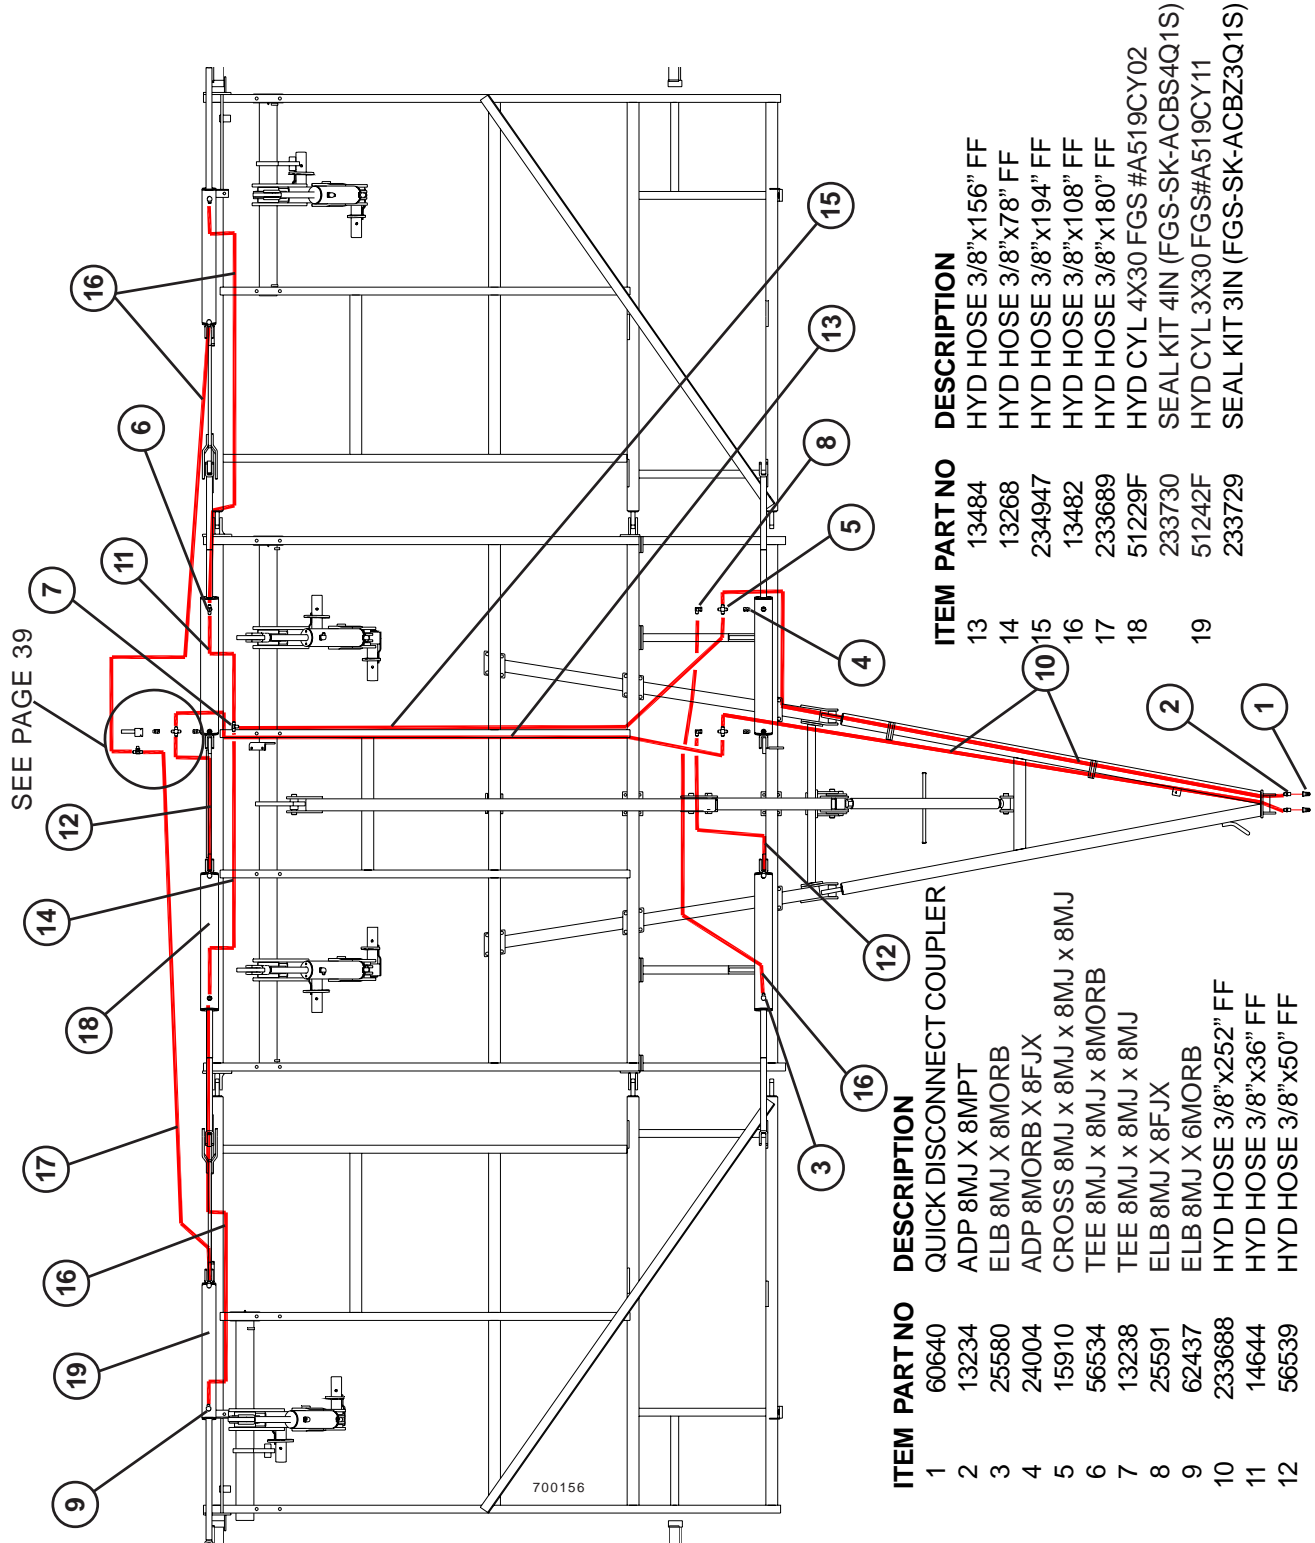 SEE PAGE 39
16
6
11
7
12
14
18
17
16
19
9
15
13
8
5
4
10
2
1
12
16
3
700156
ITEM PART NO DESCRIPTION
1 60640 QUICK DISCONNECT COUPLER
2 13234 ADP 8MJ X 8MPT
3 25580 ELB 8MJ X 8MORB
4 24004 ADP 8MORB X 8FJX
5 15910 CROSS 8MJ x 8MJ x 8MJ x 8MJ
6 56534 TEE 8MJ x 8MJ x 8MORB
7 13238 TEE 8MJ x 8MJ x 8MJ
8 25591 ELB 8MJ X 8FJX
9 62437 ELB 8MJ X 6MORB
10 233688 HYD HOSE 3/8"x252" FF
11 14644 HYD HOSE 3/8"x36" FF
12 56539 HYD HOSE 3/8"x50" FF
ITEM PART NO DESCRIPTION
13 13484 HYD HOSE 3/8"x156" FF
14 13268 HYD HOSE 3/8"x78" FF
15 234947 HYD HOSE 3/8"x194" FF
16 13482 HYD HOSE 3/8"x108" FF
17 233689 HYD HOSE 3/8"x180" FF
18 51229F HYD CYL 4X30 FGS #A519CY02
233730 SEAL KIT 4IN (FGS-SK-ACBS4Q1S)
19 51242F HYD CYL 3X30 FGS#A519CY11
233729 SEAL KIT 3IN (FGS-SK-ACBZ3Q1S)